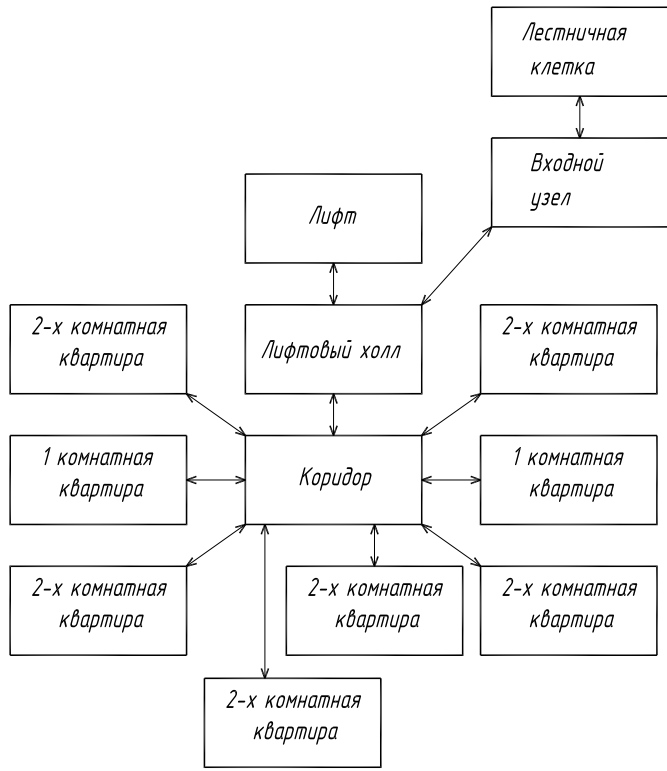 Лестничная
клетка
Входной
узел
Лифт
2-х комнатная
квартира
Лифтовый холл
2-х комнатная
квартира
1 комнатная
квартира
Коридор
1 комнатная
квартира
2-х комнатная
квартира
2-х комнатная
квартира
2-х комнатная
квартира
2-х комнатная
квартира